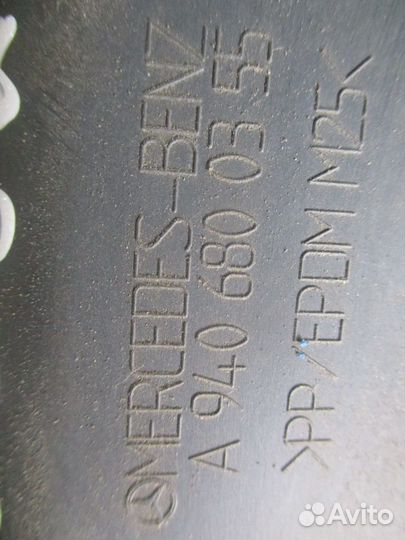 MERCEDES-BENZ
A 940 680 03 55
>PP/EPDM M25<
Avito